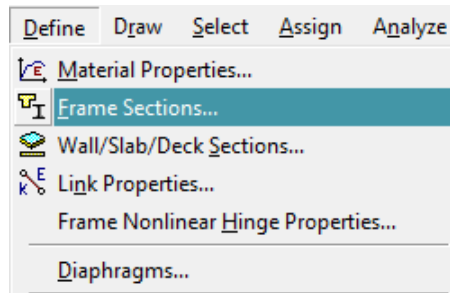 Define Draw Select Assign Analyze
Material Properties...
Frame Sections...
Wall/Slab/Deck Sections...
Link Properties...
Frame Nonlinear Hinge Properties...
Diaphragms...